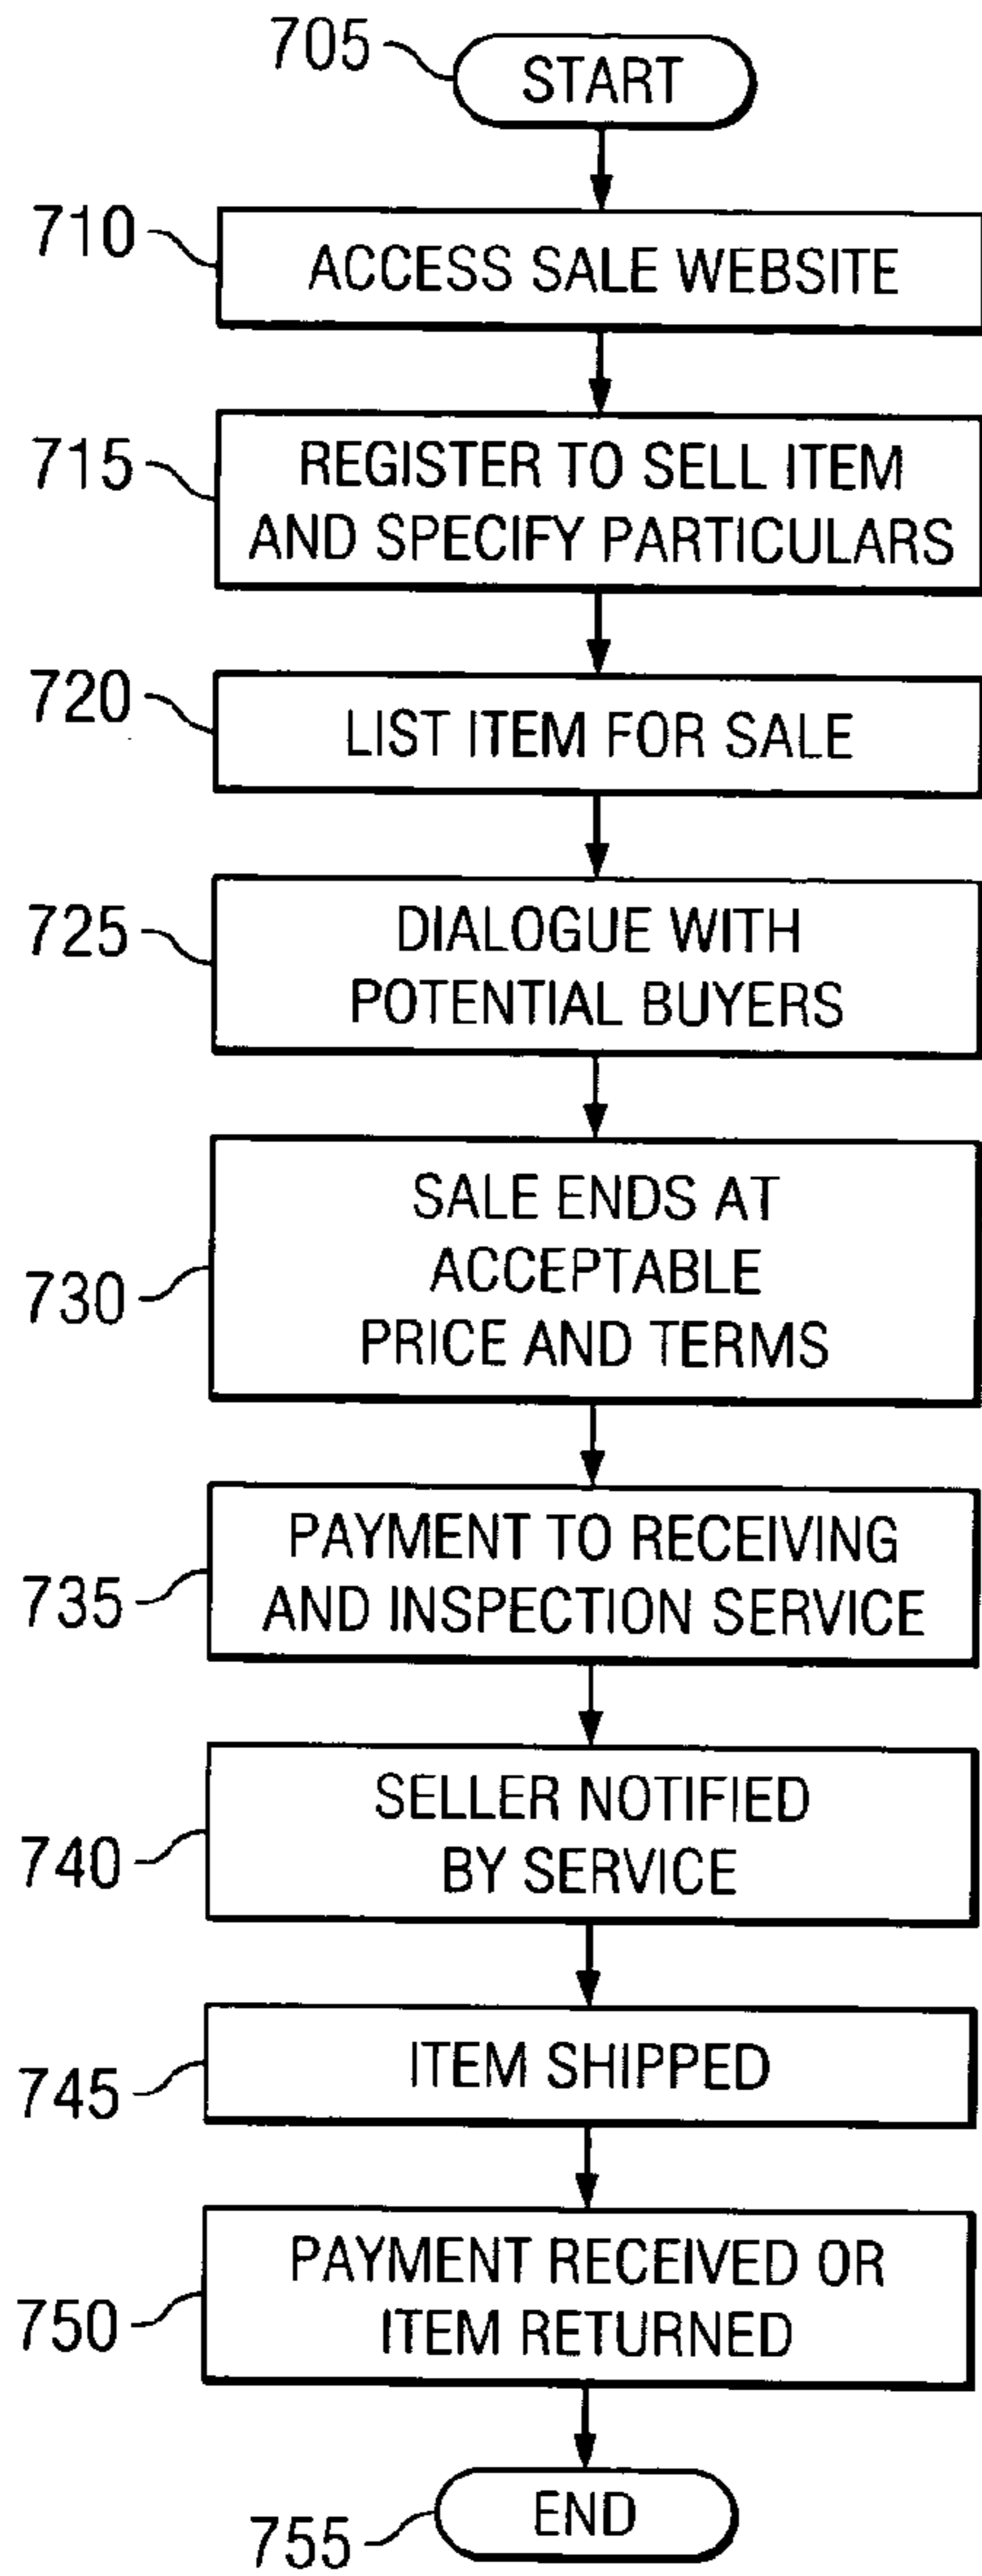 705
START
710
ACCESS SALE WEBSITE
715
REGISTER TO SELL ITEM
AND SPECIFY PARTICULARS
720
LIST ITEM FOR SALE
725
DIALOGUE WITH
POTENTIAL BUYERS
730
SALE ENDS AT
ACCEPTABLE
PRICE AND TERMS
735
PAYMENT TO RECEIVING
AND INSPECTION SERVICE
740
SELLER NOTIFIED
BY SERVICE
745
ITEM SHIPPED
750
PAYMENT RECEIVED OR
ITEM RETURNED
755
END